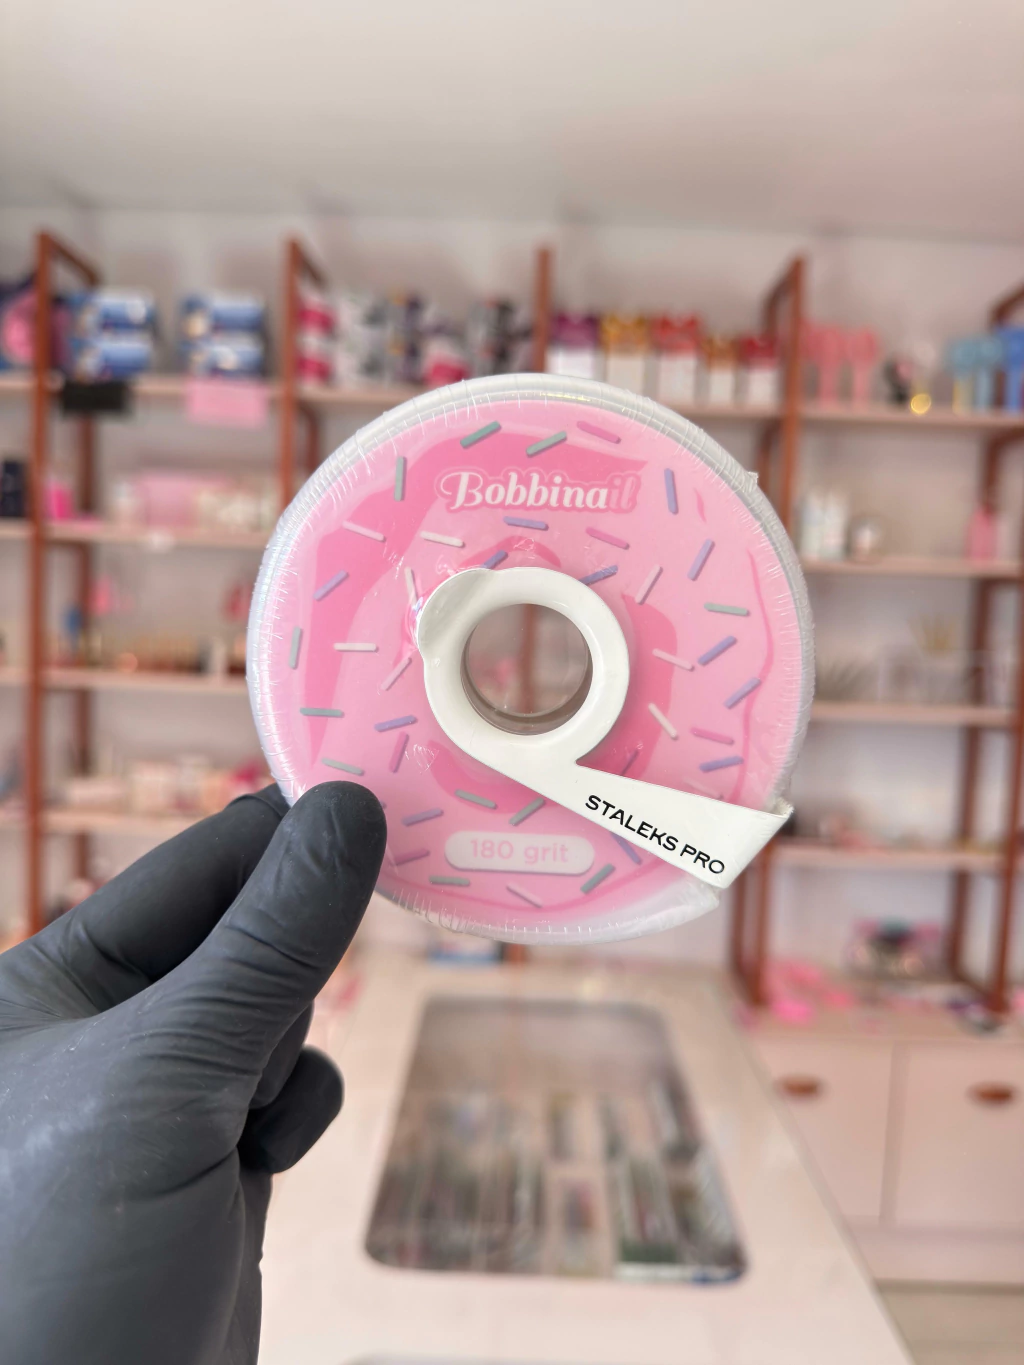 Bobbinail
STALEKS PRO
180 grit